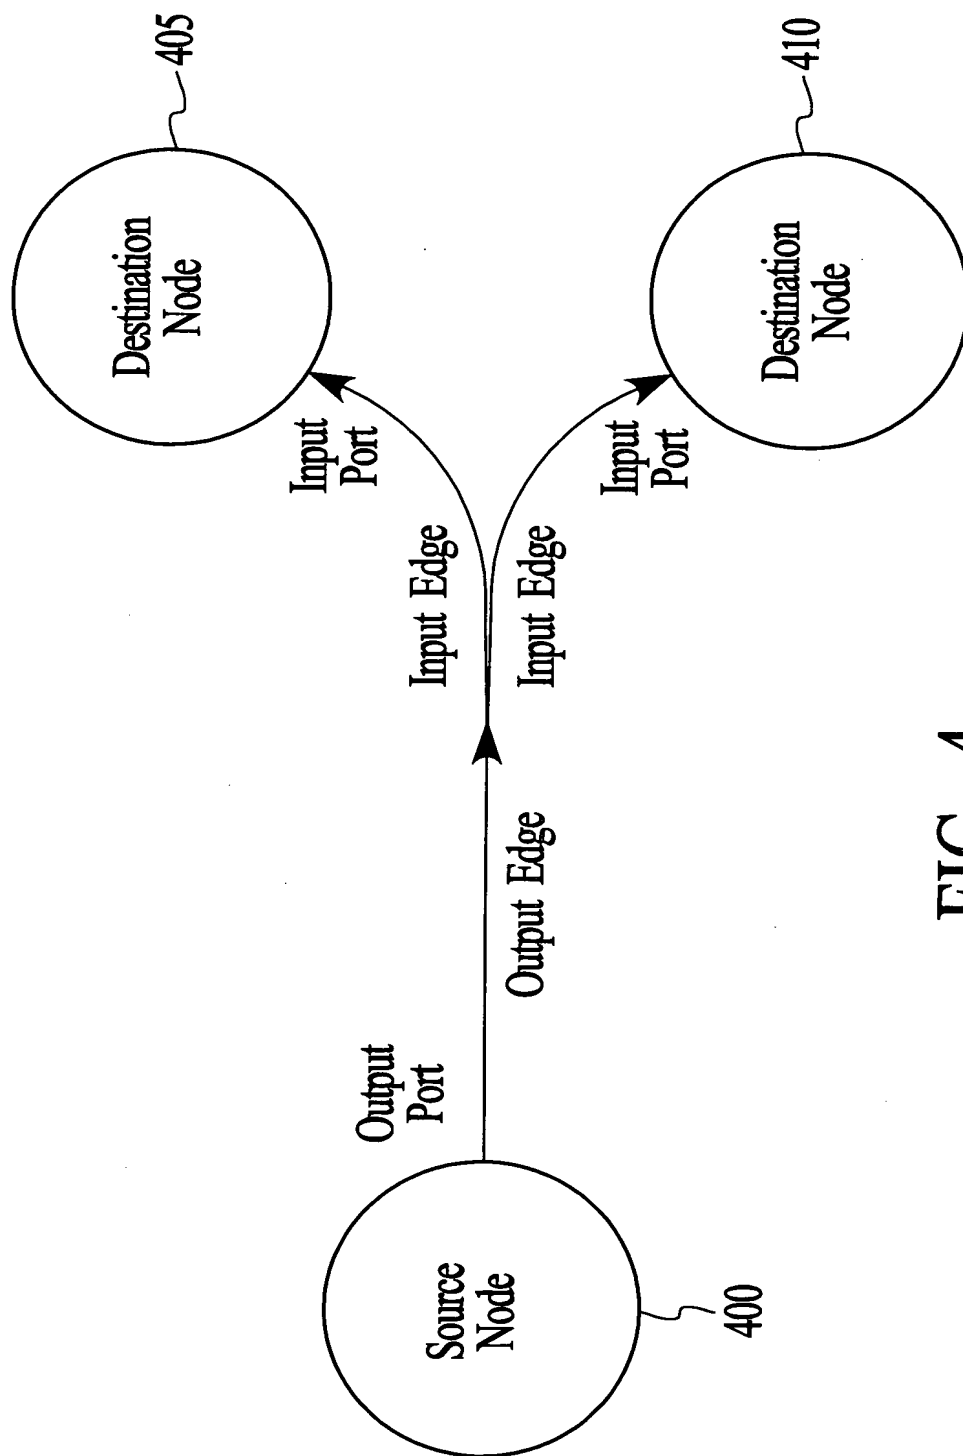 Source
Node
400
Output
Port
Output Edge
Input Edge
Input Edge
Input
Port
Input
Port
Destination
Node
405
Destination
Node
410
FIG. 4